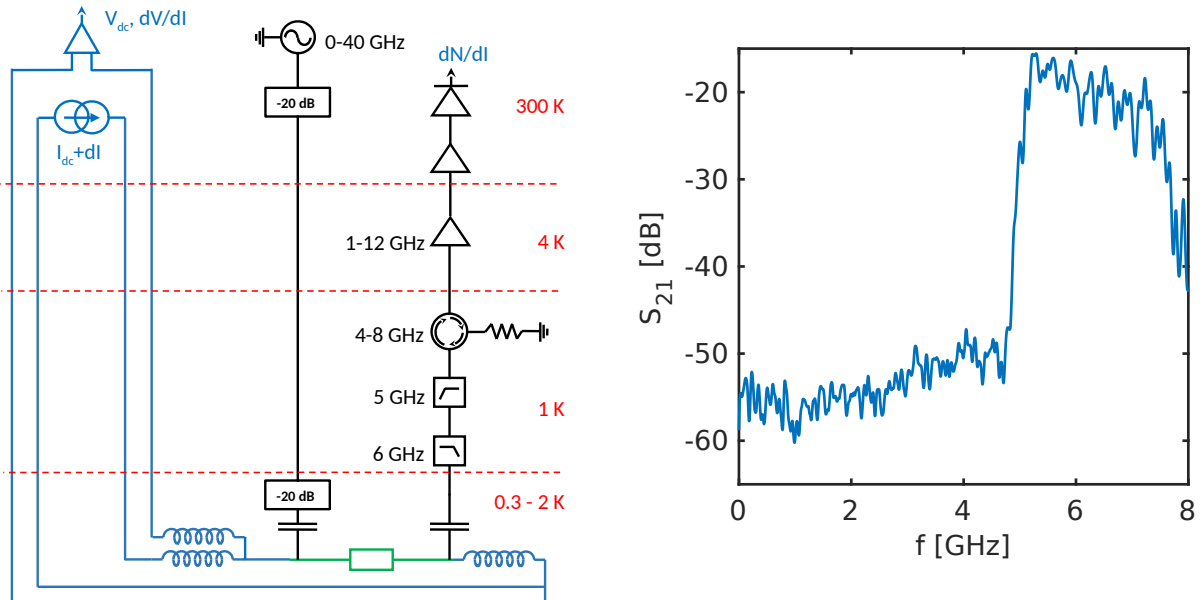 V_dc, dV/dI
0-40 GHz
dN/dI
-20 dB
300 K
I_dc+dI
1-12 GHz
4 K
4-8 GHz
5 GHz
1 K
6 GHz
-20 dB
0.3 - 2 K
S_21 [dB]
-20
-30
-40
-50
-60
0
2
4
6
8
f [GHz]